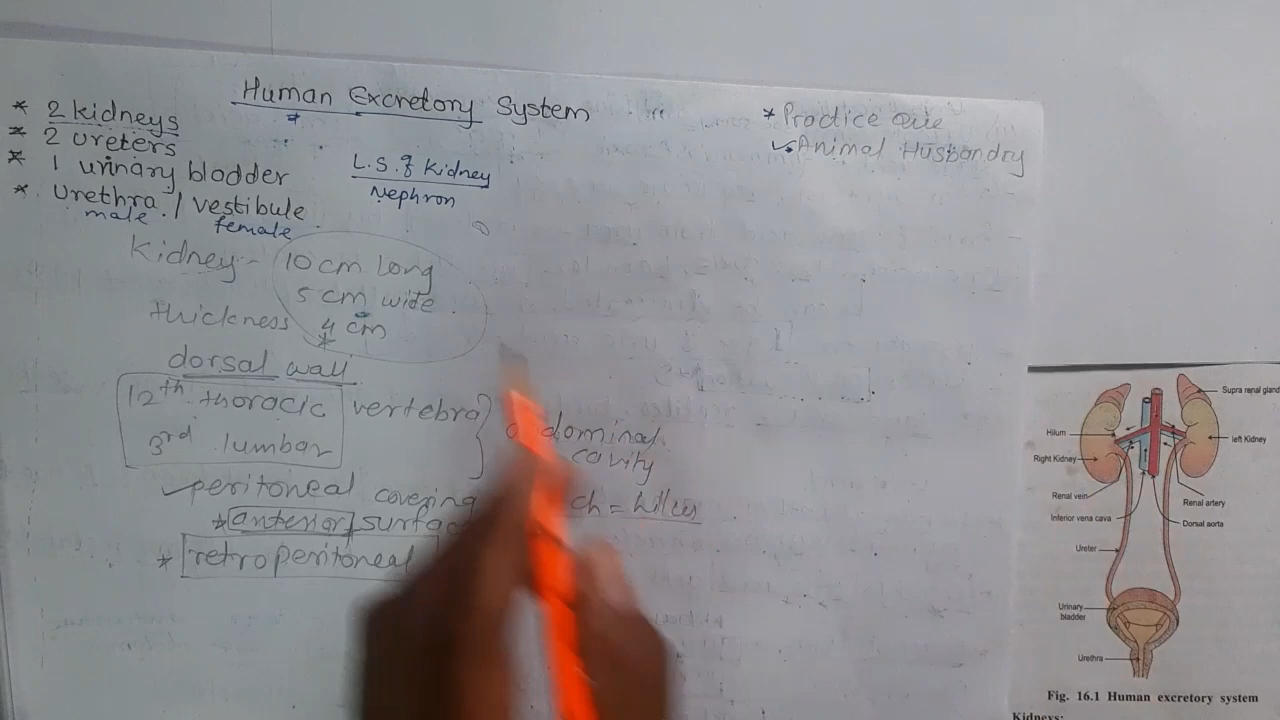 Human Excretory System
* 2 kidneys
* 2 ureters
* 1 urinary bladder
* Urethra / vestibule
male female
L.S. of Kidney
Nephron
* Practice Que
Animal Husbandry
Kidney - 10 cm long
5 cm wide
thickness 4 cm
dorsal wall
12th thoracic vertebra
3rd lumbar
abdominal
cavity
peritoneal covering
anterior surface
* retroperitoneal
Supra renal gland
Hilum
left Kidney
Right Kidney
Renal vein
Renal artery
Inferior vena cava
Dorsal aorta
Ureter
Urinary
bladder
Urethra
Fig. 16.1 Human excretory system
Kidneys: